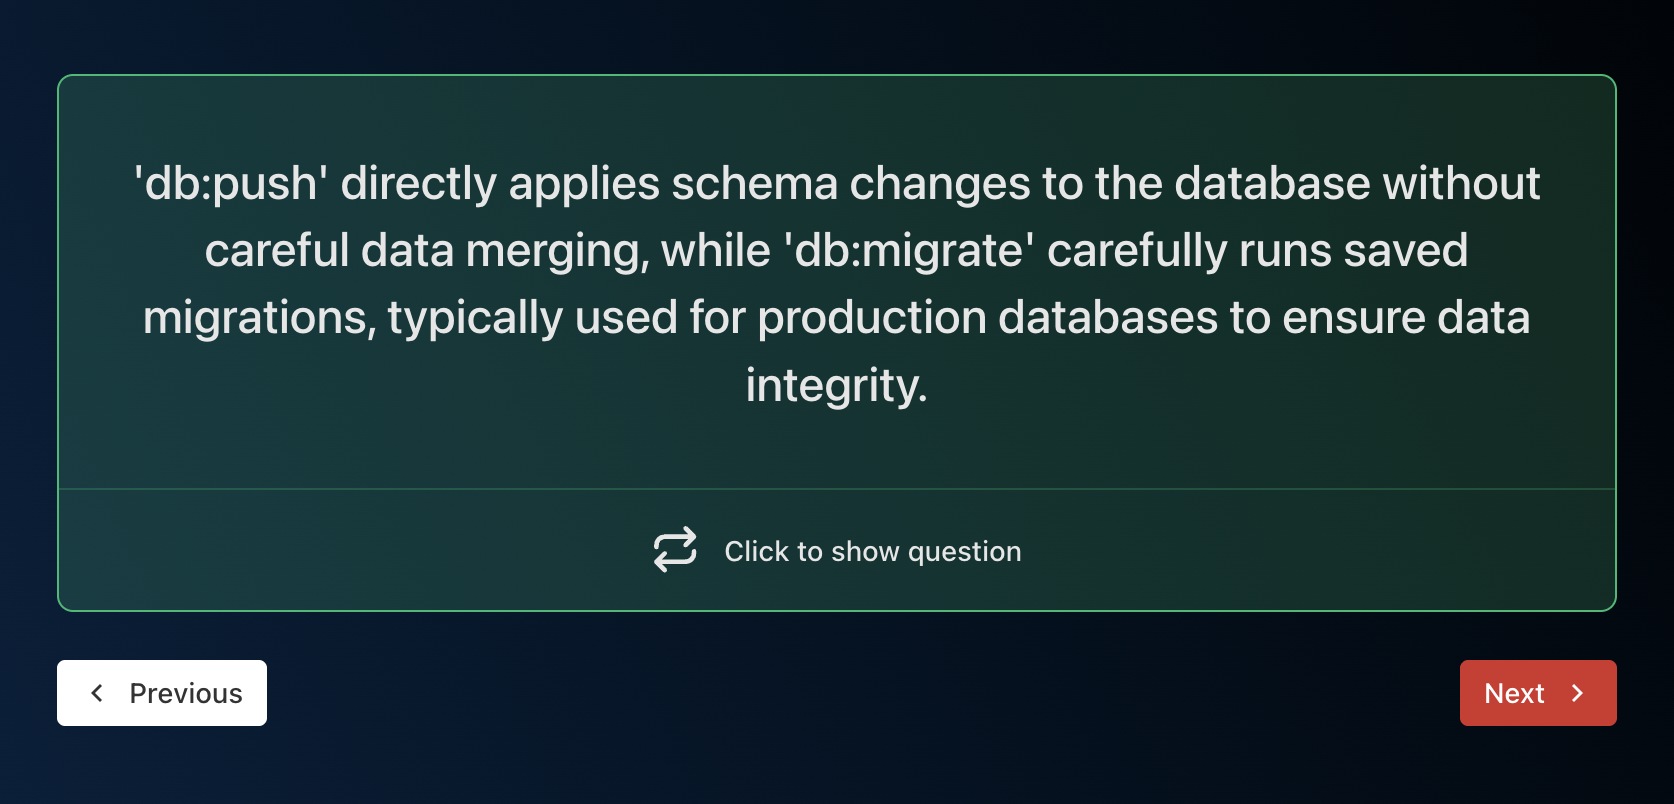 'db:push' directly applies schema changes to the database without
careful data merging, while 'db:migrate' carefully runs saved
migrations, typically used for production databases to ensure data
integrity.
Click to show question
Previous
Next